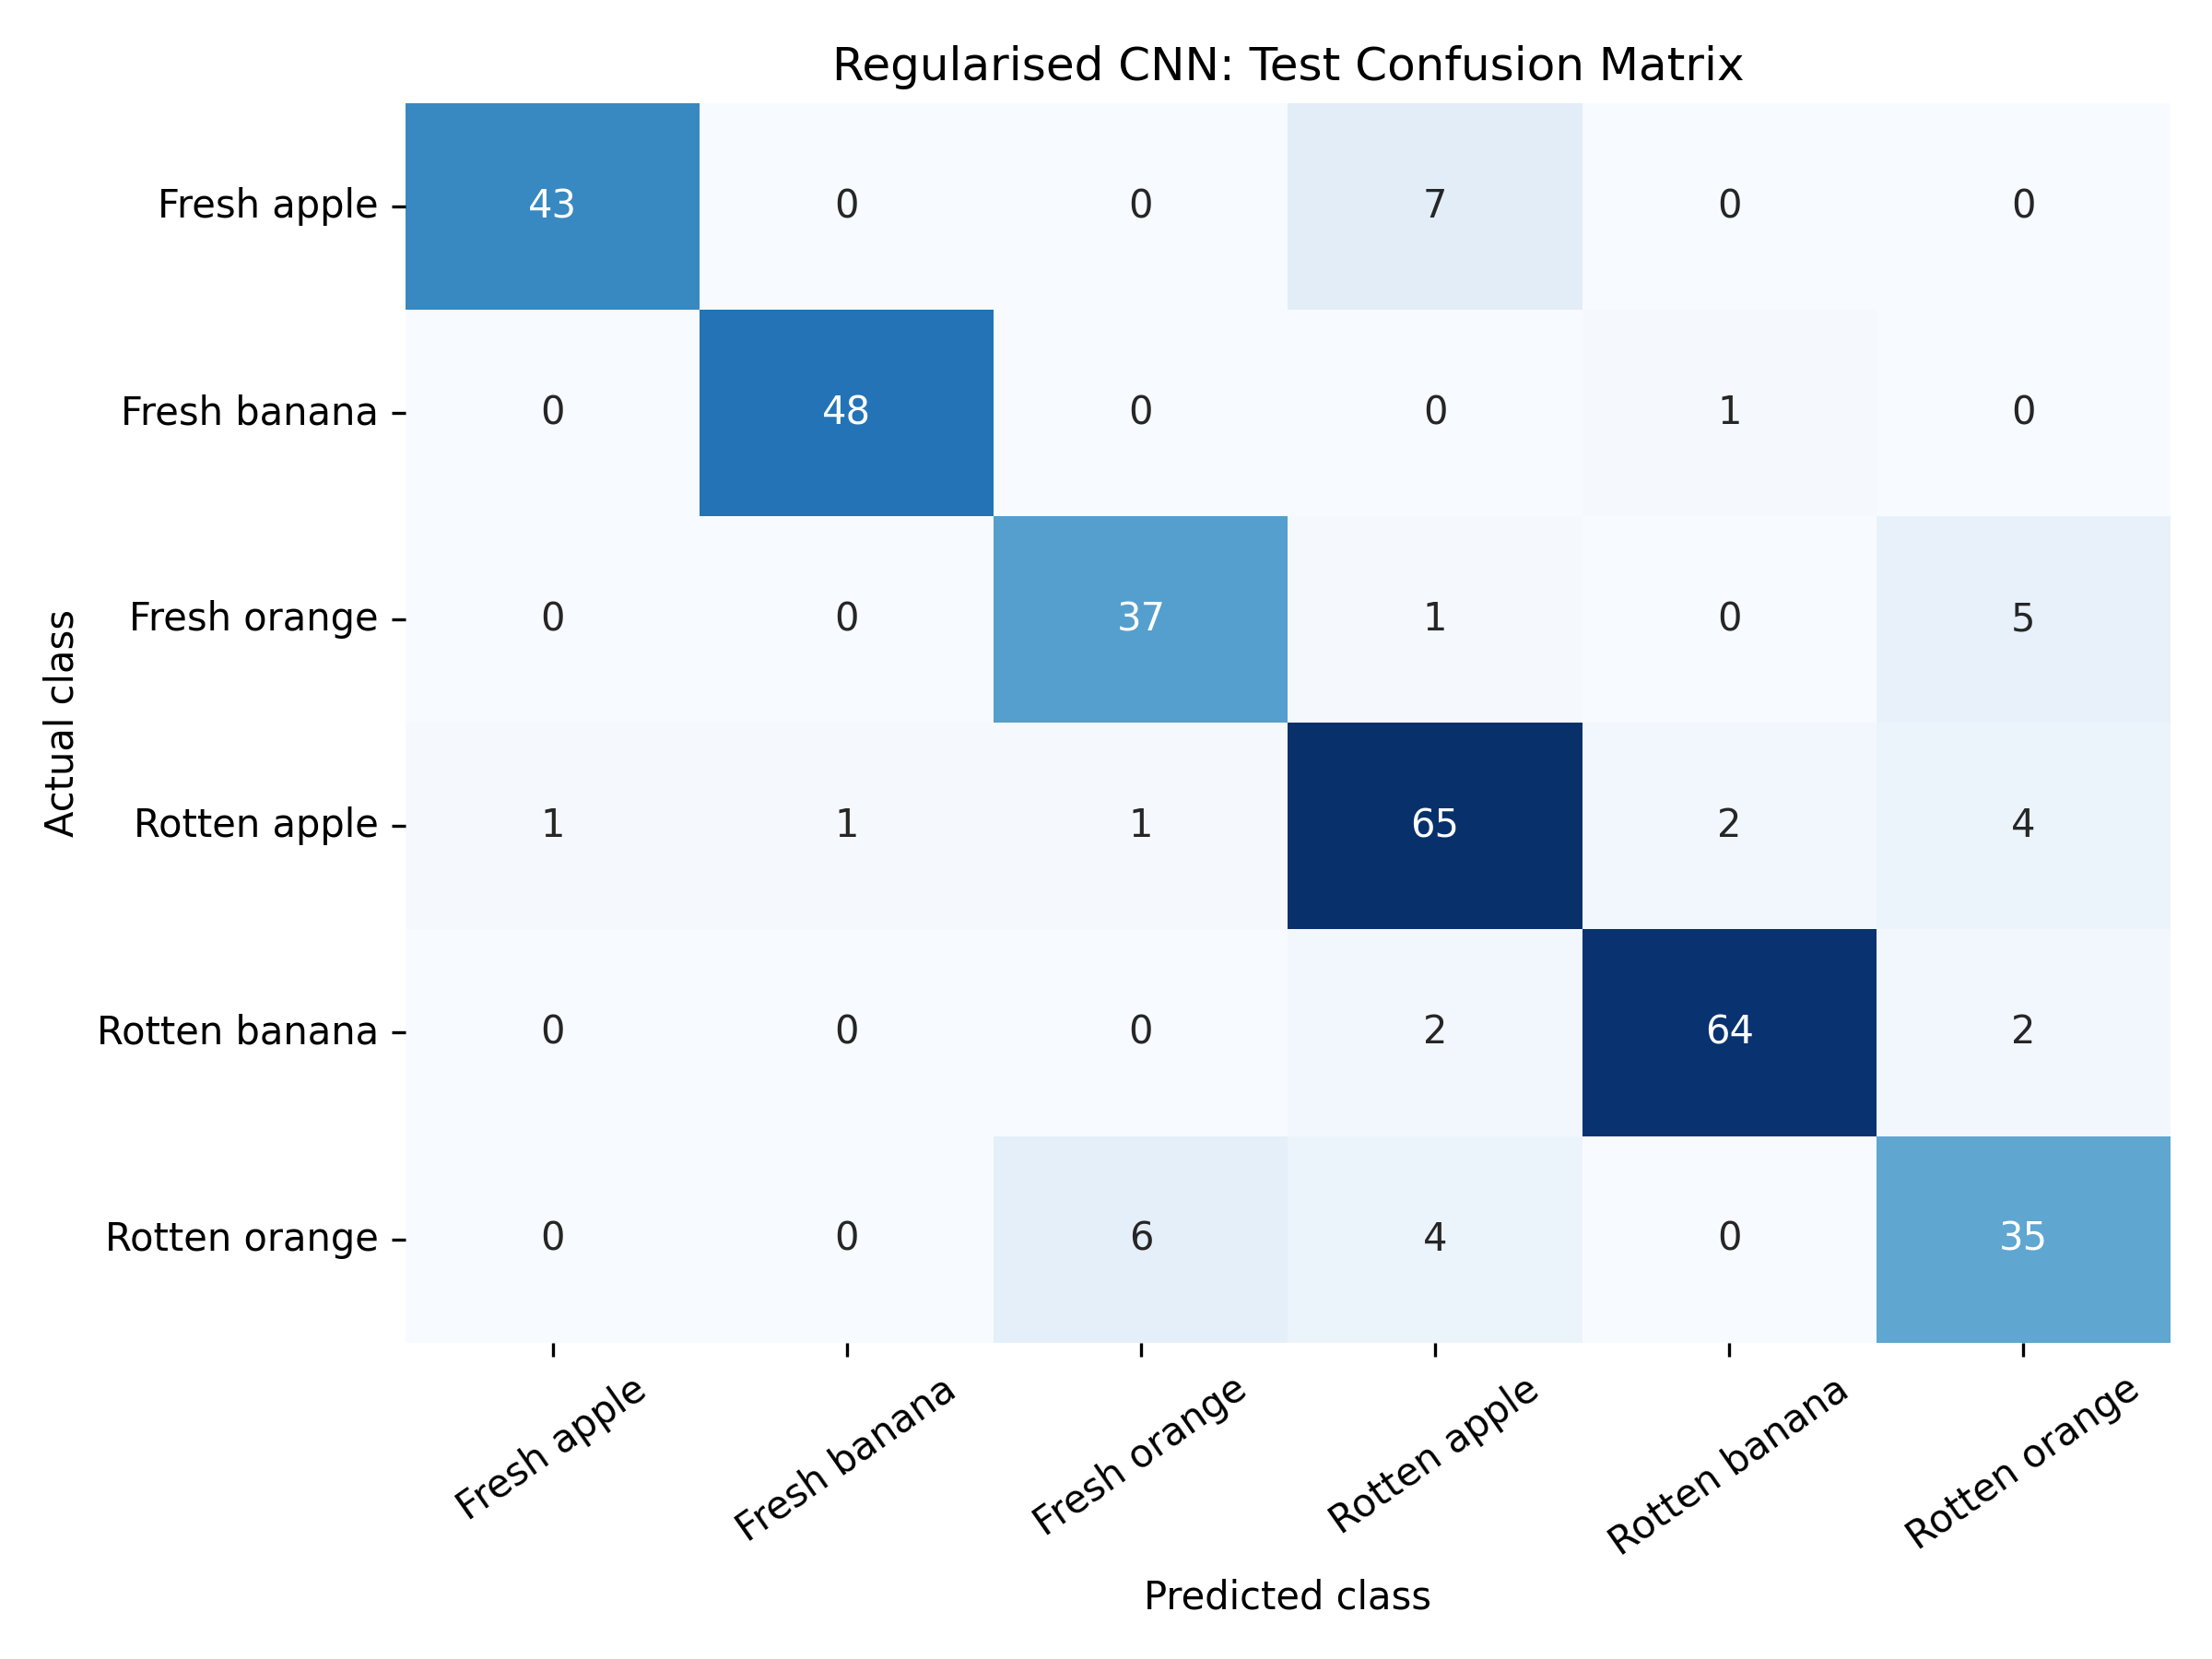 Regularised CNN: Test Confusion Matrix
Actual class
Fresh apple 43 0 0 7 0 0
Fresh banana 0 48 0 0 1 0
Fresh orange 0 0 37 1 0 5
Rotten apple 1 1 1 65 2 4
Rotten banana 0 0 0 2 64 2
Rotten orange 0 0 6 4 0 35
Fresh apple Fresh banana Fresh orange Rotten apple Rotten banana Rotten orange
Predicted class